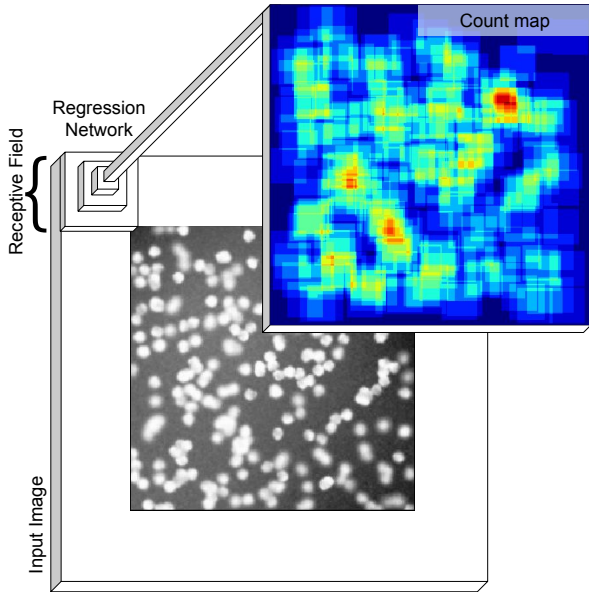 Count map
Regression
Network
Receptive Field
Input Image